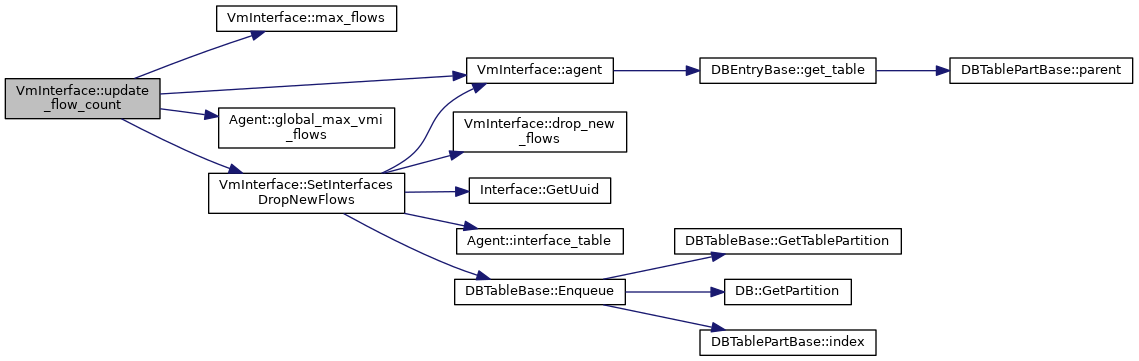 VmInterface::update
_flow_count
VmInterface::max_flows
VmInterface::agent
Agent::global_max_vmi
_flows
VmInterface::SetInterfaces
DropNewFlows
DBEntryBase::get_table
DBTablePartBase::parent
VmInterface::drop_new
_flows
Interface::GetUuid
Agent::interface_table
DBTableBase::Enqueue
DBTableBase::GetTablePartition
DB::GetPartition
DBTablePartBase::index